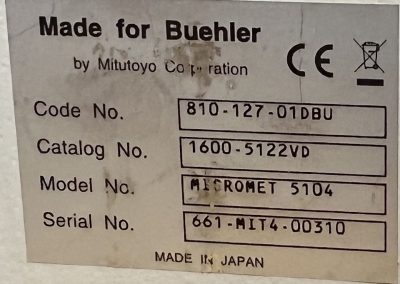 Made for Buehler
by Mitutoyo Corporation
CE
Code No. 810-127-01DBU
Catalog No. 1600-5122VD
Model No. MICROMET 5104
Serial No. 661-MIT4-00310
MADE IN JAPAN